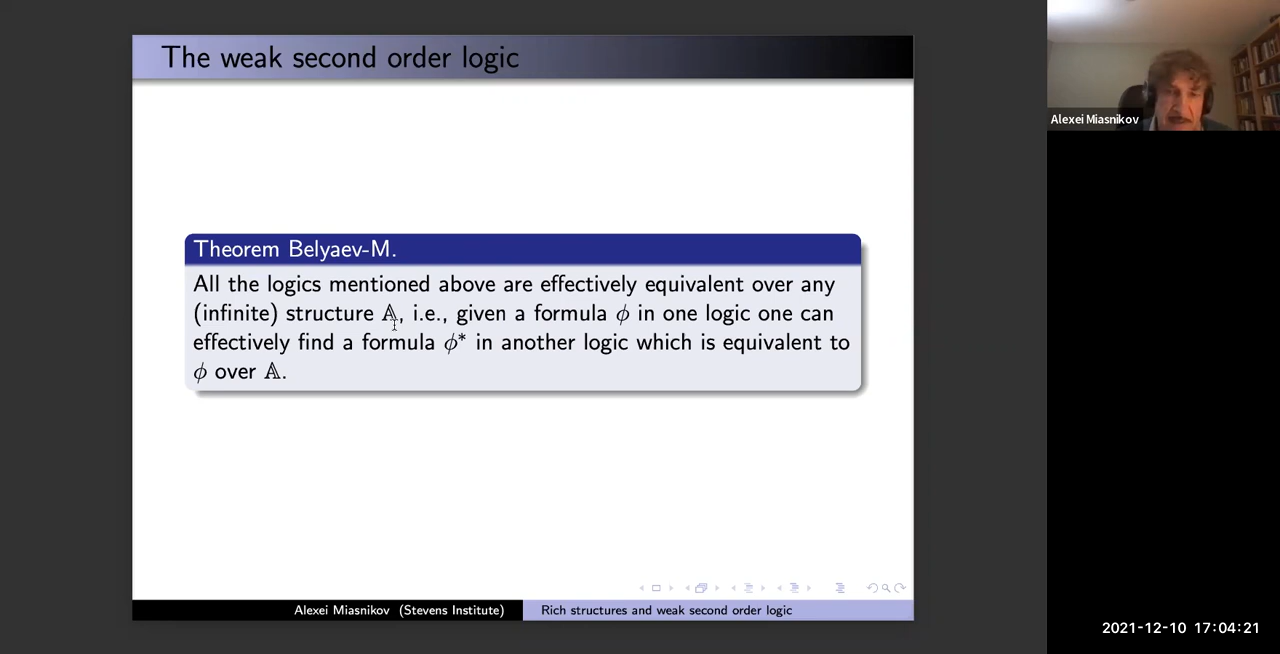 The weak second order logic
Alexei Miasnikov
Theorem Belyaev-M.
All the logics mentioned above are effectively equivalent over any
(infinite) structure 𝔸, i.e., given a formula ϕ in one logic one can
effectively find a formula ϕ* in another logic which is equivalent to
ϕ over 𝔸.
Alexei Miasnikov (Stevens Institute)
Rich structures and weak second order logic
2021-12-10 17:04:21